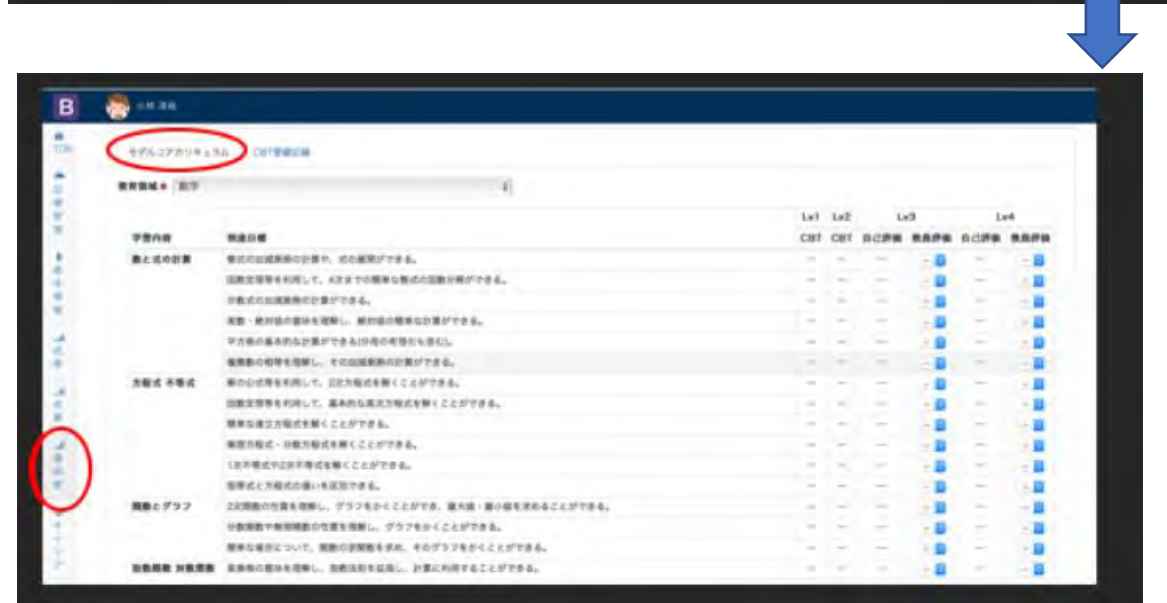 B
TOP
モデルコアカリキュラム CBT登録記録
教育領域 数学
Lv1 Lv2 Lv3 Lv4
学習内容 到達目標 CBT CBT 自己評価 教員評価 自己評価 教員評価
数と式の計算 整式の加減乗除の計算や、式の展開ができる。
因数定理等を利用して、4次までの簡単な整式の因数分解ができる。
分数式の加減乗除の計算ができる。
実数・絶対値の意味を理解し、絶対値の簡単な計算ができる。
平方根の基本的な計算ができる(分母の有理化も含む)。
複素数の相等を理解し、その加減乗除の計算ができる。
方程式 不等式 解の公式等を利用して、2次方程式を解くことができる。
因数定理等を利用して、基本的な高次方程式を解くことができる。
簡単な連立方程式を解くことができる。
無理方程式・分数方程式を解くことができる。
1次不等式や2次不等式を解くことができる。
恒等式と方程式の違いを区別できる。
関数とグラフ 2次関数の性質を理解し、グラフをかくことができ、最大値・最小値を求めることができる。
分数関数や無理関数の性質を理解し、グラフをかくことができる。
簡単な場合について、関数の逆関数を求め、そのグラフをかくことができる。
指数関数 対数関数 累乗根の意味を理解し、指数法則を拡張し、計算に利用することができる。